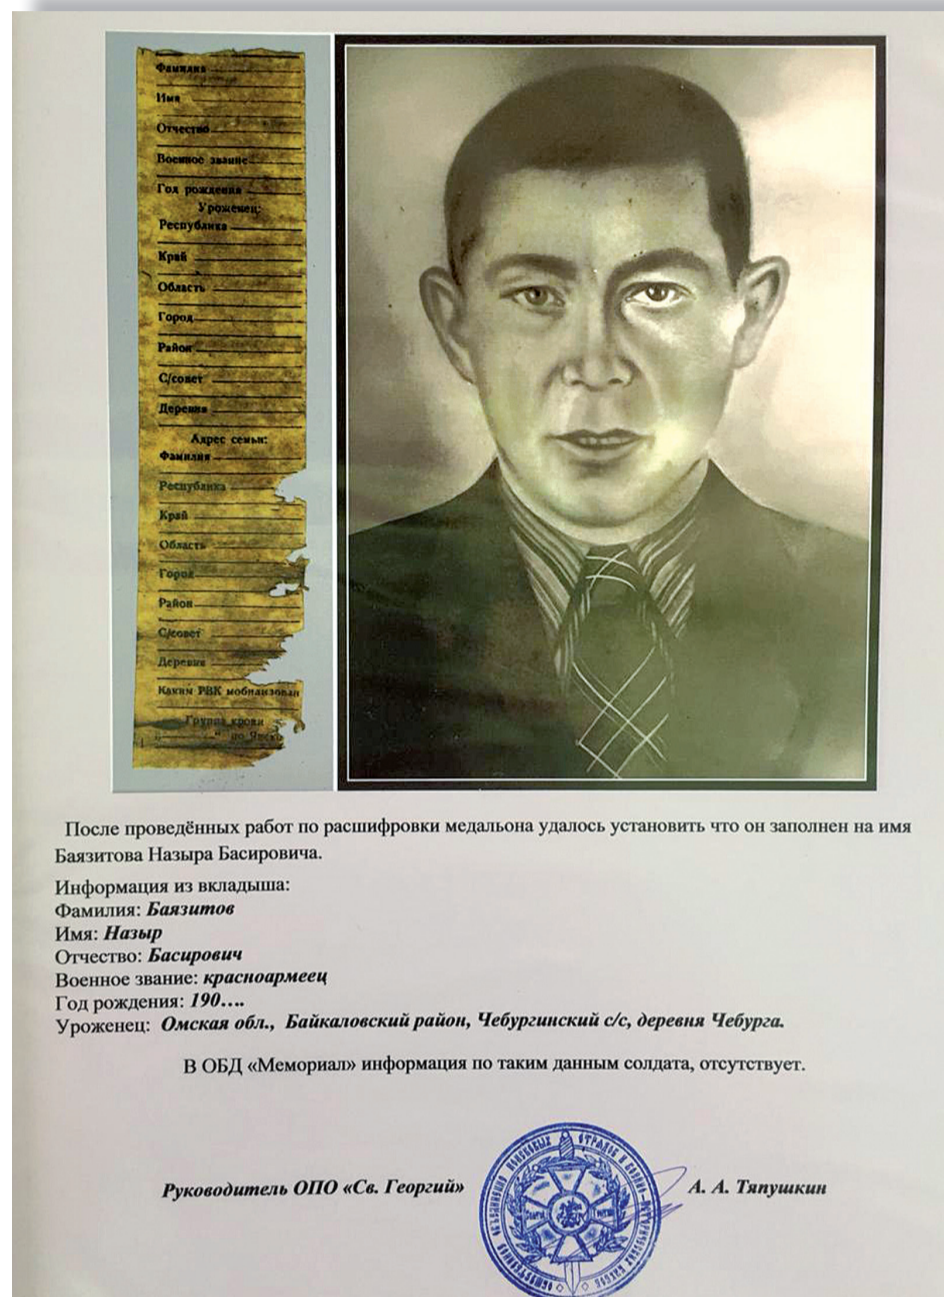 Фамилия
Имя
Отчество
Военное звание
Год рождения
Уроженец:
Республика
Край
Область
Город
Район
С/совет
Деревня
Адрес семьи:
Фамилия
Республика
Край
Область
Город
Район
С/совет
Деревня
Каким РВК мобилизован
Группа крови
по Янско
После проведённых работ по расшифровки медальона удалось установить что он заполнен на имя
Баязитова Назыра Басировича.
Информация из вкладыша:
Фамилия: Баязитов
Имя: Назыр
Отчество: Басирович
Военное звание: красноармеец
Год рождения: 190….
Уроженец: Омская обл., Байкаловский район, Чебургинский с/с, деревня Чебурга.
В ОБД «Мемориал» информация по таким данным солдата, отсутствует.
Руководитель ОПО «Св. Георгий»
А. А. Тяпушкин